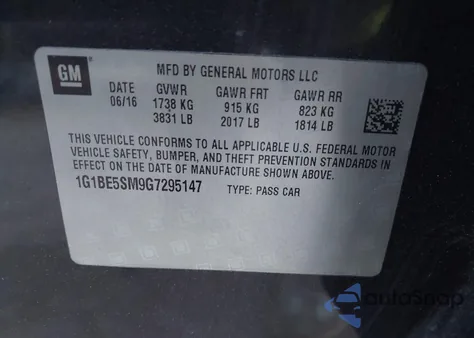 GM
MFD BY GENERAL MOTORS LLC
DATE GVWR GAWR FRT GAWR RR
06/16 1738 KG 915 KG 823 KG
3831 LB 2017 LB 1814 LB
THIS VEHICLE CONFORMS TO ALL APPLICABLE U.S. FEDERAL MOTOR
VEHICLE SAFETY, BUMPER, AND THEFT PREVENTION STANDARDS IN
EFFECT ON THE DATE OF MANUFACTURE SHOWN ABOVE.
1G1BE5SM9G7295147 TYPE: PASS CAR
AutoSnap